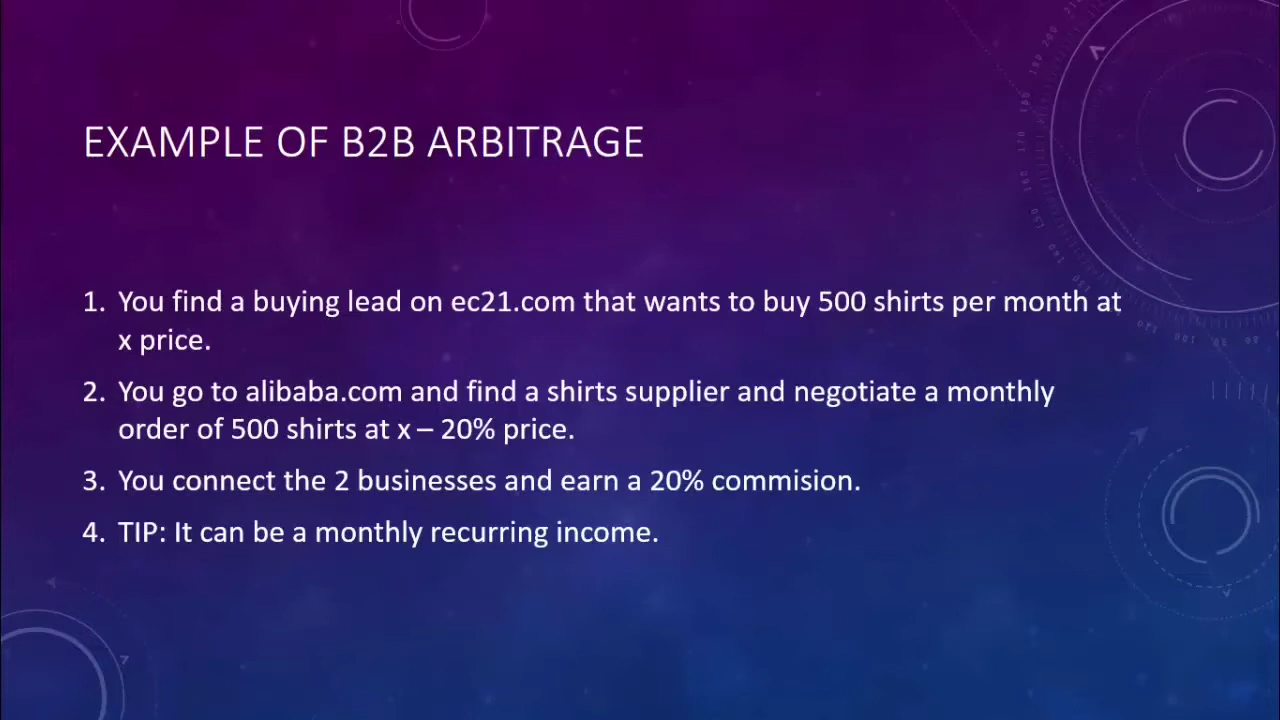 EXAMPLE OF B2B ARBITRAGE
1. You find a buying lead on ec21.com that wants to buy 500 shirts per month at
x price.
2. You go to alibaba.com and find a shirts supplier and negotiate a monthly
order of 500 shirts at x – 20% price.
3. You connect the 2 businesses and earn a 20% commision.
4. TIP: It can be a monthly recurring income.